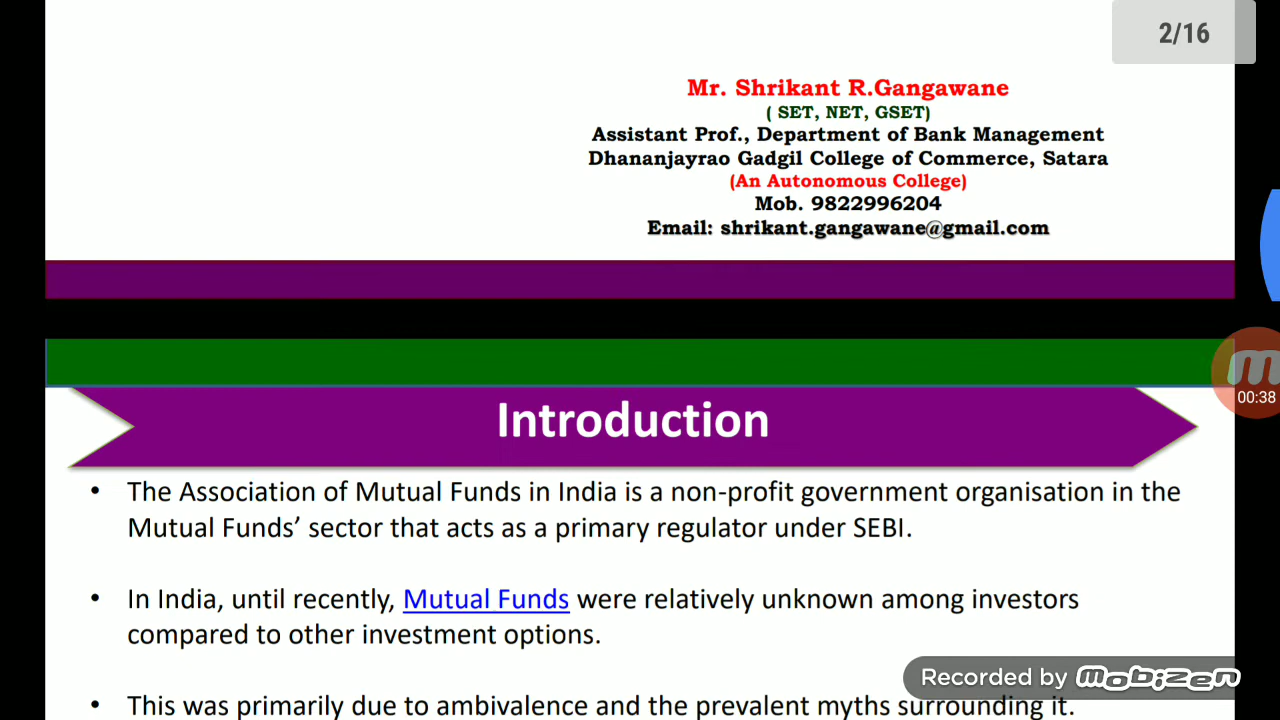 2/16
Mr. Shrikant R.Gangawane
( SET, NET, GSET)
Assistant Prof., Department of Bank Management
Dhananjayrao Gadgil College of Commerce, Satara
(An Autonomous College)
Mob. 9822996204
Email: shrikant.gangawane@gmail.com
00:38
Introduction
• The Association of Mutual Funds in India is a non-profit government organisation in the
Mutual Funds’ sector that acts as a primary regulator under SEBI.
• In India, until recently, Mutual Funds were relatively unknown among investors
compared to other investment options.
Recorded by mobizen
• This was primarily due to ambivalence and the prevalent myths surrounding it.